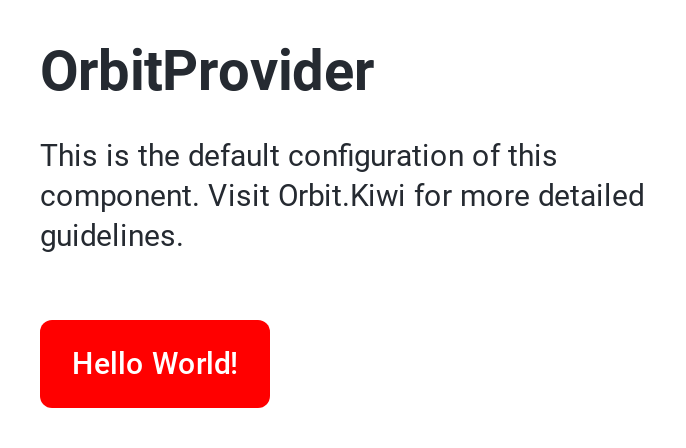 OrbitProvider
This is the default configuration of this
component. Visit Orbit.Kiwi for more detailed
guidelines.
Hello World!